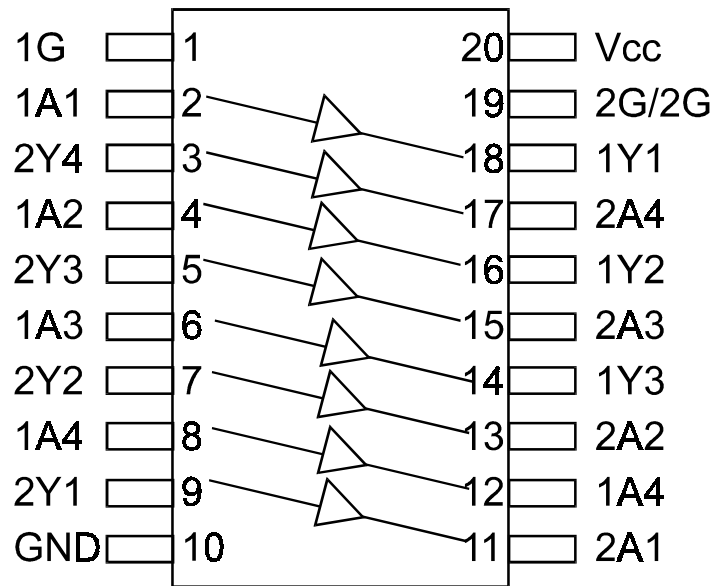 1G 1 20 Vcc
1A1 2 19 2G/2G
2Y4 3 18 1Y1
1A2 4 17 2A4
2Y3 5 16 1Y2
1A3 6 15 2A3
2Y2 7 14 1Y3
1A4 8 13 2A2
2Y1 9 12 1A4
GND 10 11 2A1